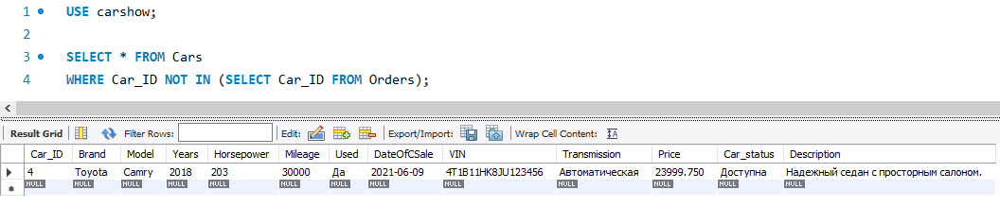 1 USE carshow;
2
3 SELECT * FROM Cars
4 WHERE Car_ID NOT IN (SELECT Car_ID FROM Orders);
Result Grid Filter Rows: Edit: Export/Import: Wrap Cell Content:
Car_ID Brand Model Years Horsepower Mileage Used DateOfCSale VIN Transmission Price Car_status Description
4 Toyota Camry 2018 203 30000 Да 2021-06-09 4T1B11HK8JU123456 Автоматическая 23999.750 Доступна Надежный седан с просторным салоном.
NULL NULL NULL NULL NULL NULL NULL NULL NULL NULL NULL NULL NULL